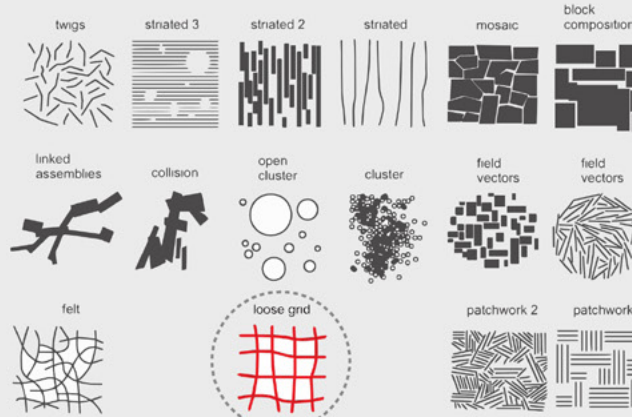 block
twigs striated 3 striated 2 striated mosaic composition
linked open field field
assemblies collision cluster cluster vectors vectors
felt loose grid patchwork 2 patchwork